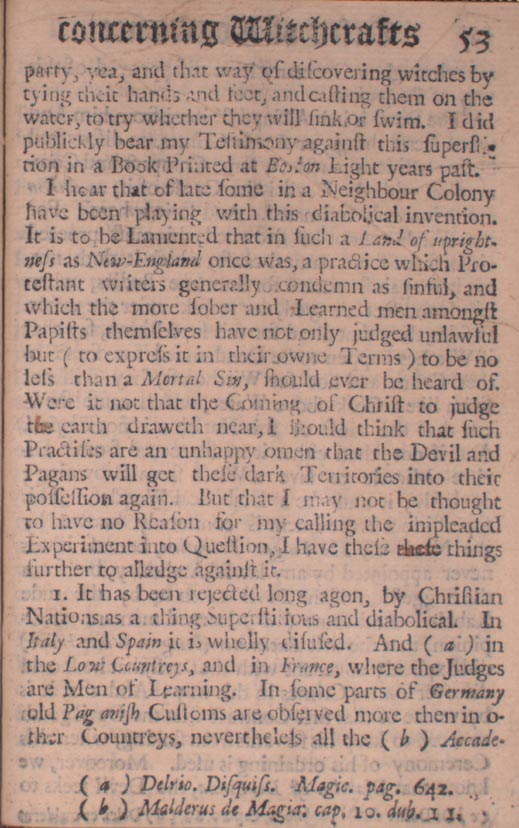 concerning Witchcrafts 53
party, yea, and that way of diſcovering witches by
tying their hands and feet, and caſting them on the
water, to try whether they will ſink or ſwim. I did
publickly bear my Teſtimony againſt this ſuperſti-
tion in a Book Printed at Boſton Eight years paſt.
I hear that of late ſome in a Neighbour Colony
have been playing with this diabolical invention.
It is to be Lamented that in ſuch a Land of upright-
neſs as New-England once was, a practice which Pro-
teſtant writers generally condemn as ſinful, and
which the more ſober and Learned men amongſt
Papiſts themſelves have not only judged unlawful
but ( to expreſs it in their owne Terms ) to be no
leſs than a Mortal Sin, ſhould ever be heard of.
Were it not that the Coming of Chriſt to judge
the earth draweth near, I ſhould think that ſuch
Practiſes are an unhappy omen that the Devil and
Pagans will get theſe dark Territories into their
poſſeſſion again. But that I may not be thought
to have no Reaſon for my calling the impleaded
Experiment into Queſtion, I have theſe theſe things
further to alledge againſt it.
1. It has been rejected long agon, by Chriſtian
Nations as a thing Superſtitious and diabolical. In
Italy and Spain it is wholly diſuſed. And ( a ) in
the Low Countreys, and in France, where the Judges
are Men of Learning. In ſome parts of Germany
old Paganiſh Cuſtoms are obſerved more then in o-
ther Countreys, nevertheleſs all the ( b ) Accade-
( a ) Delrio. Diſquiſ. Magic. pag. 642.
( b ) Malderus de Magia. cap. 10. dub. 11.